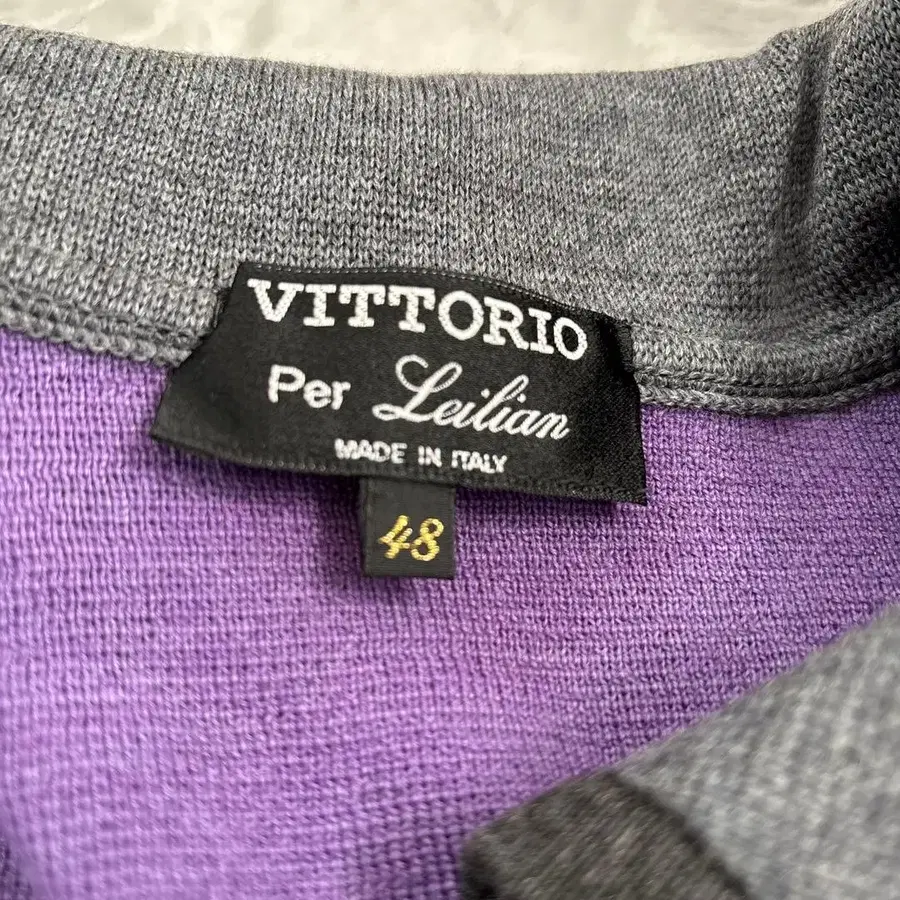 VITTORIO
Per Leilian
MADE IN ITALY
48